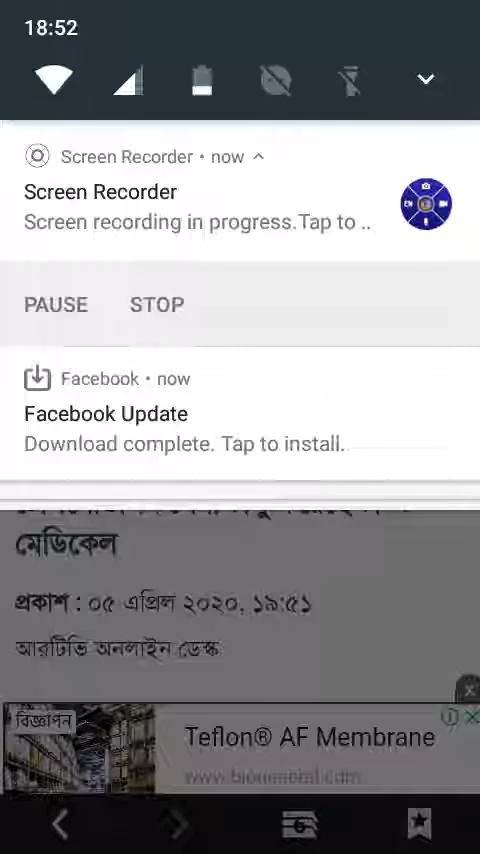 18:52
Screen Recorder • now
Screen Recorder
Screen recording in progress.Tap to ..
EN
PAUSE STOP
Facebook • now
Facebook Update
Download complete. Tap to install.
মেডিকেল
প্রকাশ : ০৫ এপ্রিল ২০২০, ১৯:৫১
আরটিভি অনলাইন ডেস্ক
বিজ্ঞাপন
Teflon® AF Membrane
6